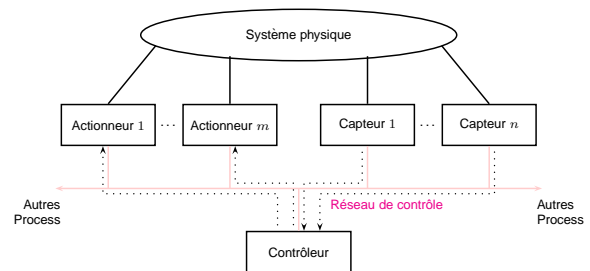 Système physique
Actionneur 1 ... Actionneur m Capteur 1 ... Capteur n
Réseau de contrôle
Autres
Process
Autres
Process
Contrôleur